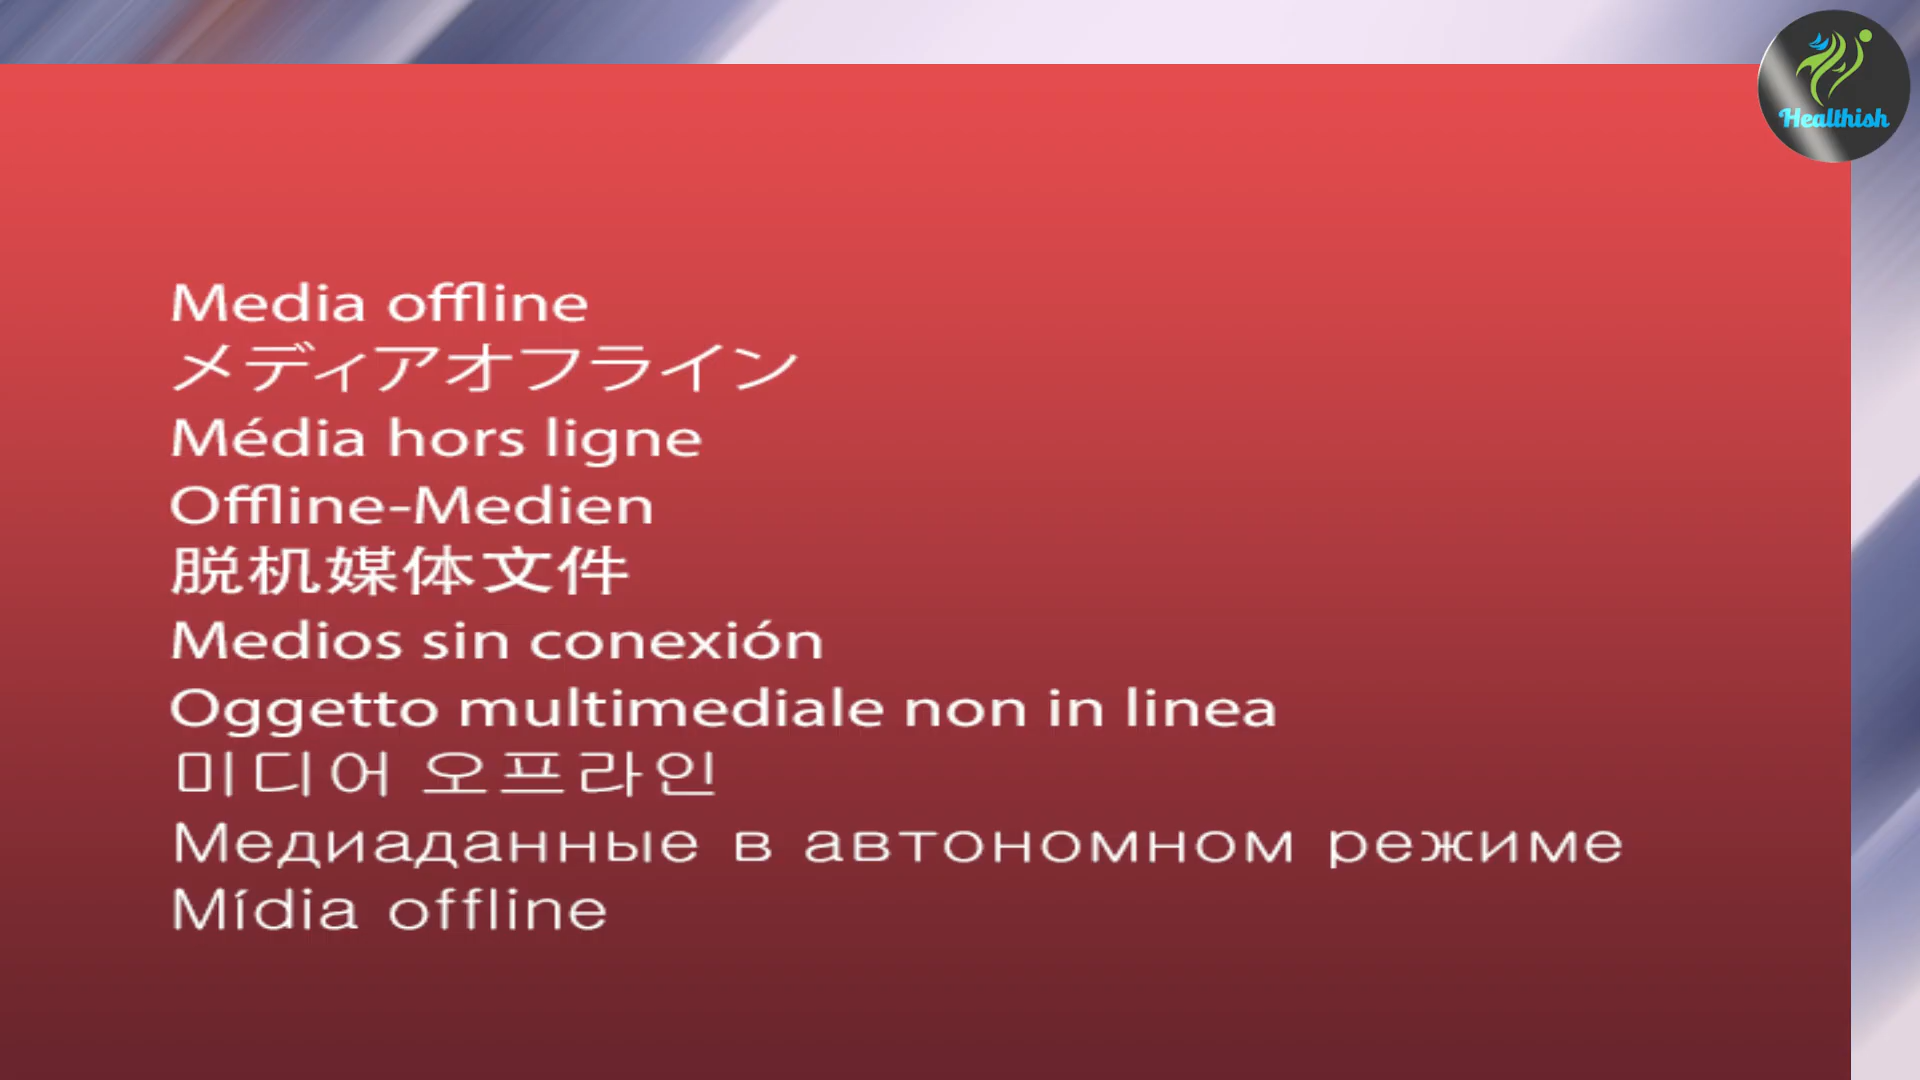 Healthish
Media offline
メディアオフライン
Média hors ligne
Offline-Medien
脱机媒体文件
Medios sin conexión
Oggetto multimediale non in linea
미디어 오프라인
Медиаданные в автономном режиме
Mídia offline